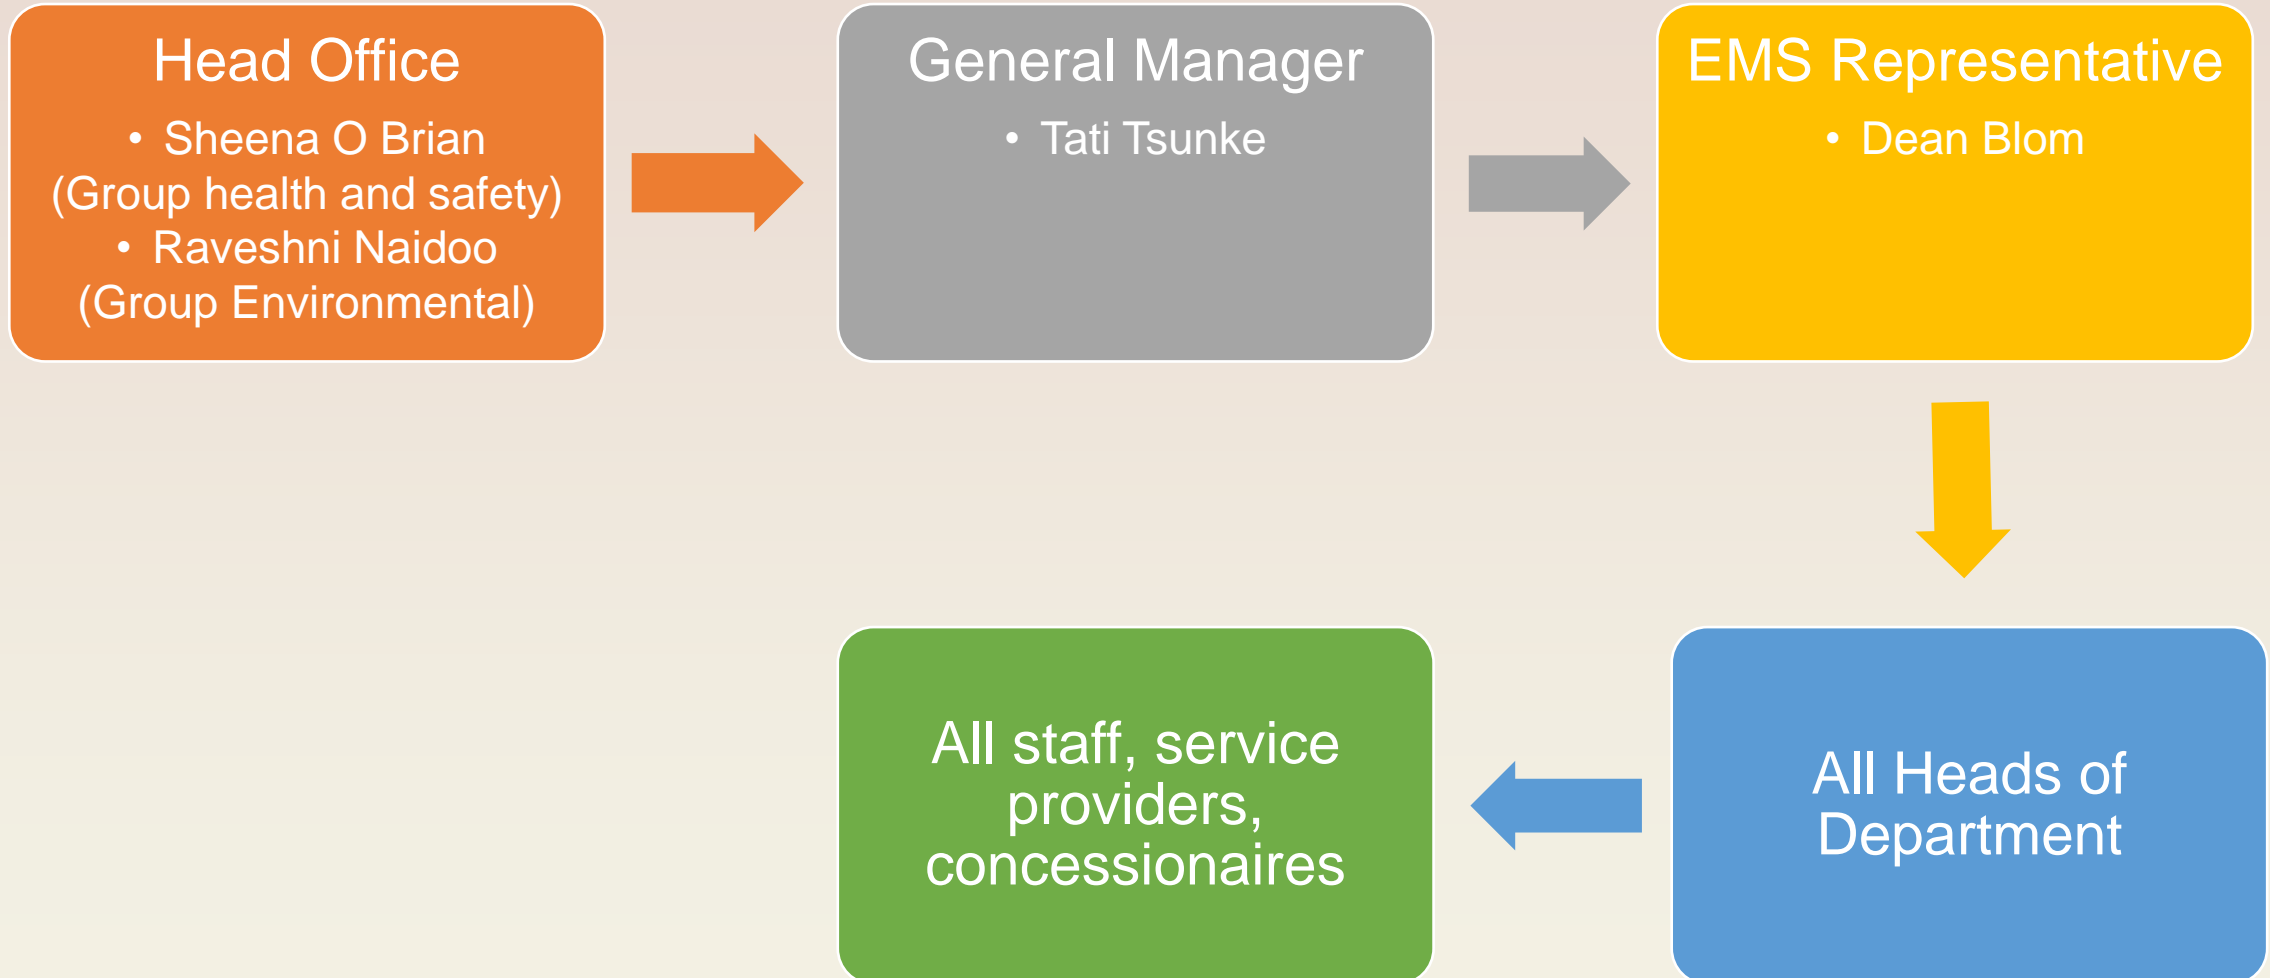 Head Office
• Sheena O Brian
(Group health and safety)
• Raveshni Naidoo
(Group Environmental)
General Manager
• Tati Tsunke
EMS Representative
• Dean Blom
All Heads of
Department
All staff, service
providers,
concessionaires